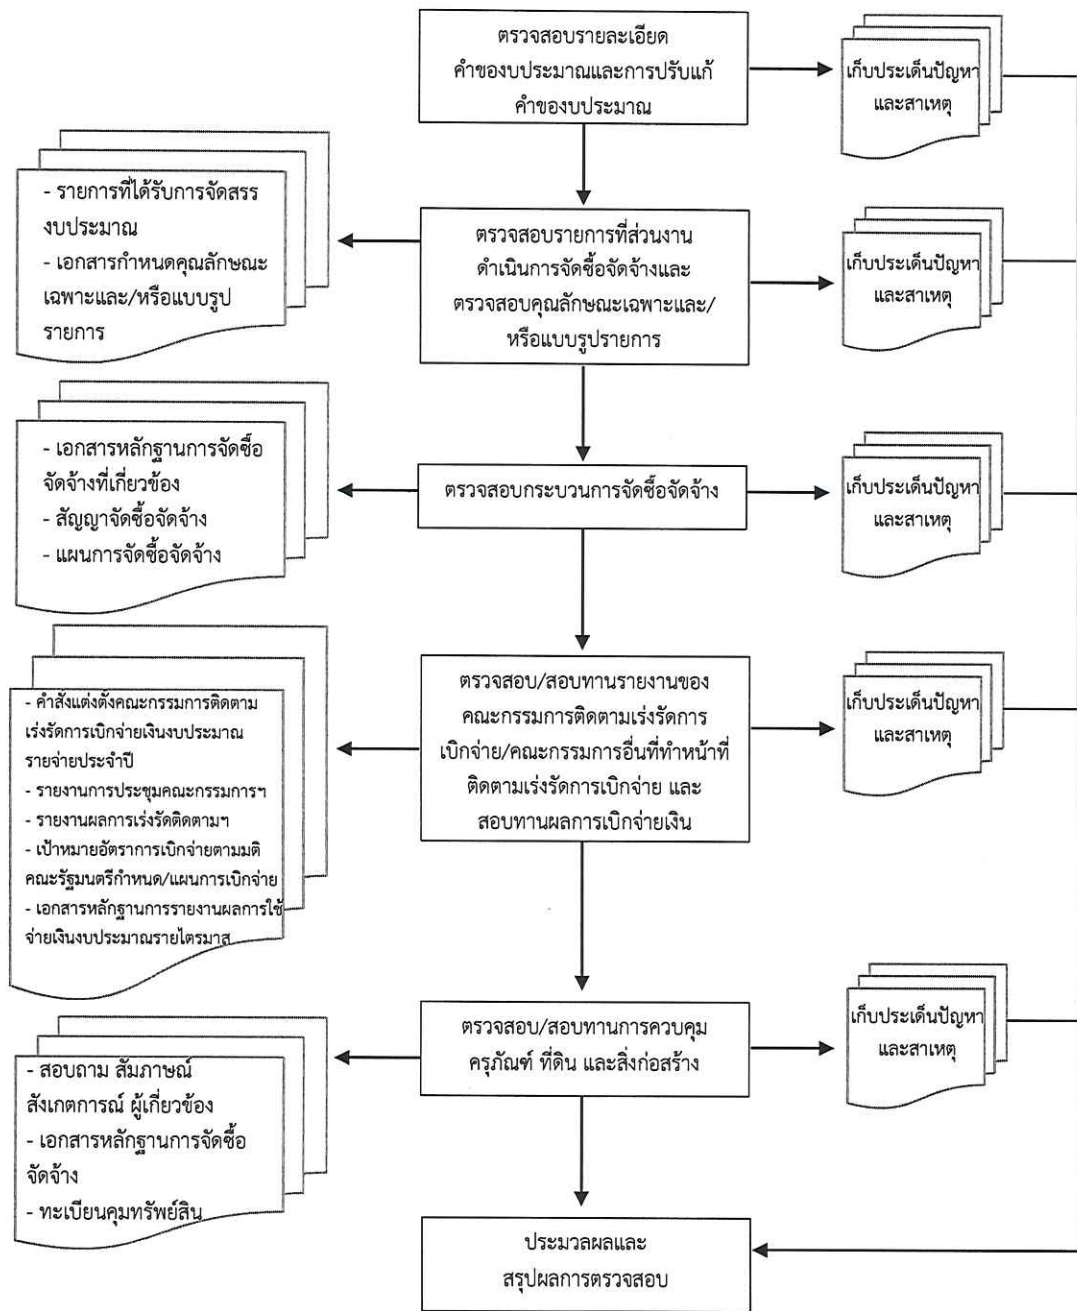 ตรวจสอบรายละเอียด
คำของบประมาณและการปรับแก้
คำของบประมาณ
เก็บประเด็นปัญหา
และสาเหตุ
- รายการที่ได้รับการจัดสรร
งบประมาณ
- เอกสารกำหนดคุณลักษณะ
เฉพาะและ/หรือแบบรูป
รายการ
ตรวจสอบรายการที่ส่วนงาน
ดำเนินการจัดซื้อจัดจ้างและ
ตรวจสอบคุณลักษณะเฉพาะและ/
หรือแบบรูปรายการ
เก็บประเด็นปัญหา
และสาเหตุ
- เอกสารหลักฐานการจัดซื้อ
จัดจ้างที่เกี่ยวข้อง
- สัญญาจัดซื้อจัดจ้าง
- แผนการจัดซื้อจัดจ้าง
ตรวจสอบกระบวนการจัดซื้อจัดจ้าง
เก็บประเด็นปัญหา
และสาเหตุ
- คำสั่งแต่งตั้งคณะกรรมการติดตาม
เร่งรัดการเบิกจ่ายเงินงบประมาณ
รายจ่ายประจำปี
- รายงานการประชุมคณะกรรมการฯ
- รายงานผลการเร่งรัดติดตามฯ
- เป้าหมายอัตราการเบิกจ่ายตามมติ
คณะรัฐมนตรีกำหนด/แผนการเบิกจ่าย
- เอกสารหลักฐานการรายงานผลการใช้
จ่ายเงินงบประมาณรายไตรมาส
ตรวจสอบ/สอบทานรายงานของ
คณะกรรมการติดตามเร่งรัดการ
เบิกจ่าย/คณะกรรมการอื่นที่ทำหน้าที่
ติดตามเร่งรัดการเบิกจ่าย และ
สอบทานผลการเบิกจ่ายเงิน
เก็บประเด็นปัญหา
และสาเหตุ
- สอบถาม สัมภาษณ์
สังเกตการณ์ ผู้เกี่ยวข้อง
- เอกสารหลักฐานการจัดซื้อ
จัดจ้าง
- ทะเบียนคุมทรัพย์สิน
ตรวจสอบ/สอบทานการควบคุม
ครุภัณฑ์ ที่ดิน และสิ่งก่อสร้าง
เก็บประเด็นปัญหา
และสาเหตุ
ประมวลผลและ
สรุปผลการตรวจสอบ